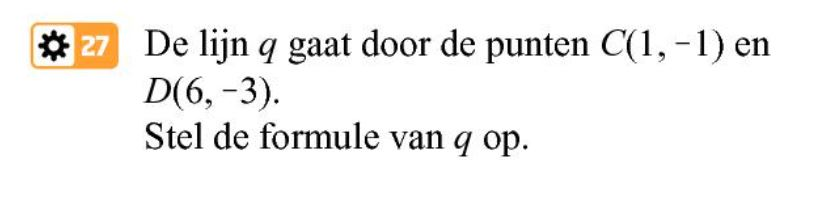 27 De lijn q gaat door de punten C(1, -1) en
D(6, -3).
Stel de formule van q op.